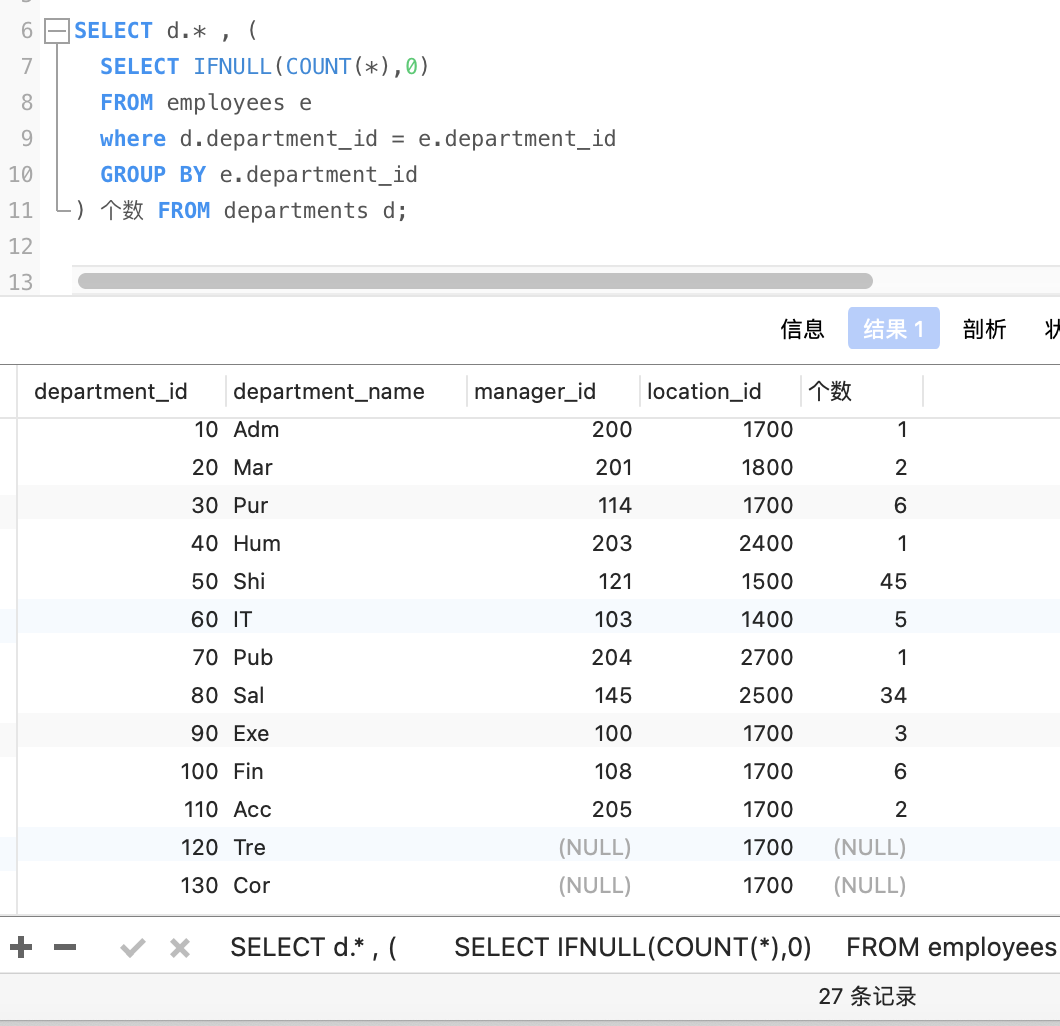 6 SELECT d.* , (
7 SELECT IFNULL(COUNT(*),0)
8 FROM employees e
9 where d.department_id = e.department_id
10 GROUP BY e.department_id
11 ) 个数 FROM departments d;
12
13
信息 结果 1 剖析
department_id department_name manager_id location_id 个数
10 Adm 200 1700 1
20 Mar 201 1800 2
30 Pur 114 1700 6
40 Hum 203 2400 1
50 Shi 121 1500 45
60 IT 103 1400 5
70 Pub 204 2700 1
80 Sal 145 2500 34
90 Exe 100 1700 3
100 Fin 108 1700 6
110 Acc 205 1700 2
120 Tre (NULL) 1700 (NULL)
130 Cor (NULL) 1700 (NULL)
SELECT d.* , ( SELECT IFNULL(COUNT(*),0) FROM employees
27 条记录